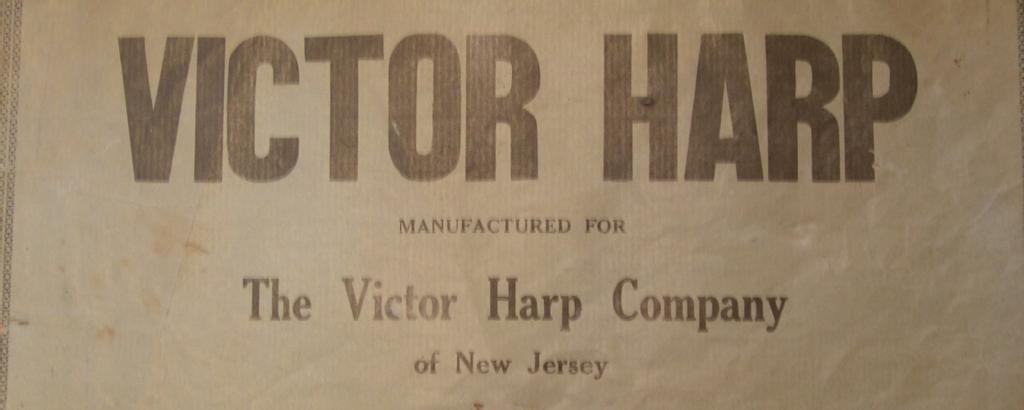 VICTOR HARP
MANUFACTURED FOR
The Victor Harp Company
of New Jersey